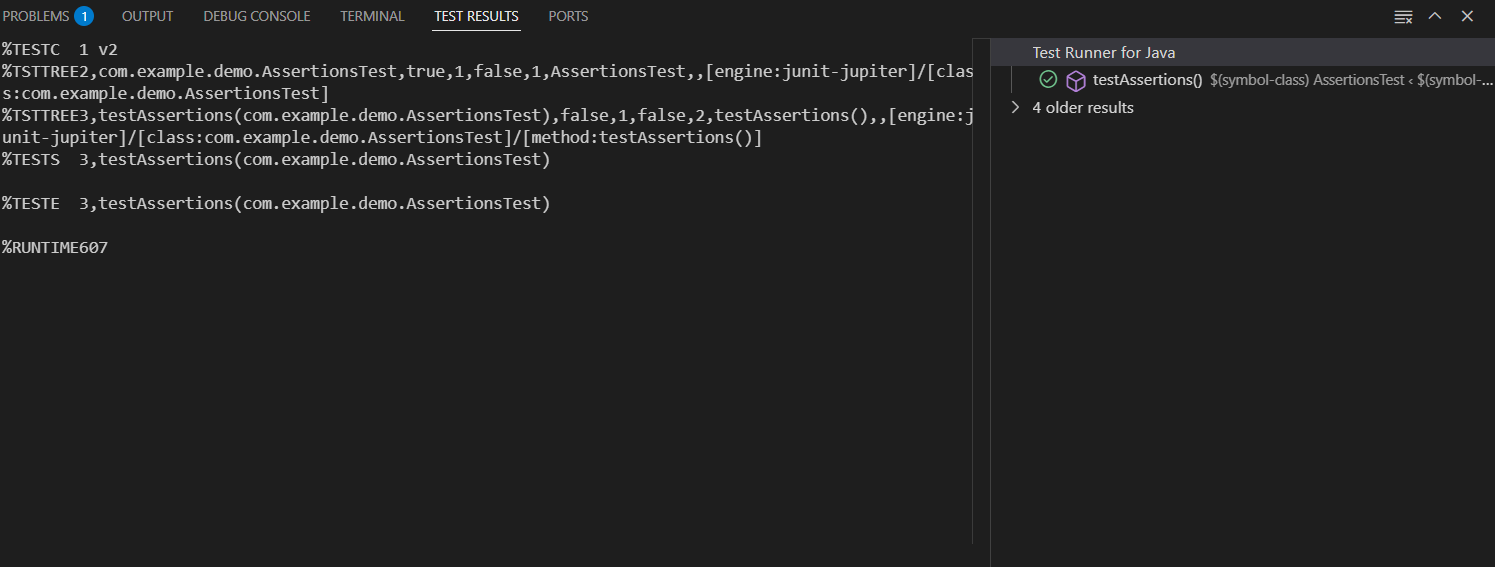 PROBLEMS 1 OUTPUT DEBUG CONSOLE TERMINAL TEST RESULTS PORTS
%TESTC  1 v2
%TSTTREE2,com.example.demo.AssertionsTest,true,1,false,1,AssertionsTest,,[engine:junit-jupiter]/[clas
s:com.example.demo.AssertionsTest]
%TSTTREE3,testAssertions(com.example.demo.AssertionsTest),false,1,false,2,testAssertions(),,[engine:j
unit-jupiter]/[class:com.example.demo.AssertionsTest]/[method:testAssertions()]
%TESTS  3,testAssertions(com.example.demo.AssertionsTest)
%TESTE  3,testAssertions(com.example.demo.AssertionsTest)
%RUNTIME607
Test Runner for Java
testAssertions() $(symbol-class) AssertionsTest ‹ $(symbol-...
4 older results